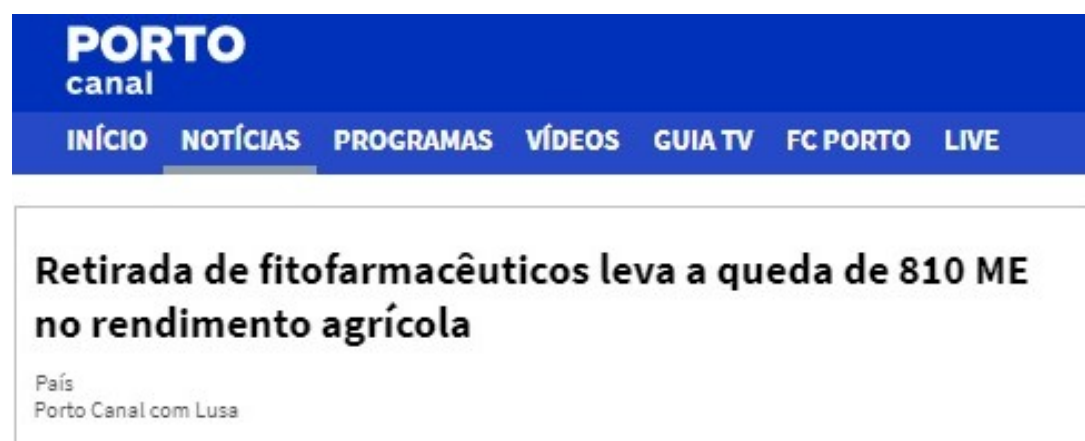 PORTO
canal
INÍCIO NOTÍCIAS PROGRAMAS VÍDEOS GUIA TV FC PORTO LIVE
Retirada de fitofarmacêuticos leva a queda de 810 ME
no rendimento agrícola
País
Porto Canal com Lusa